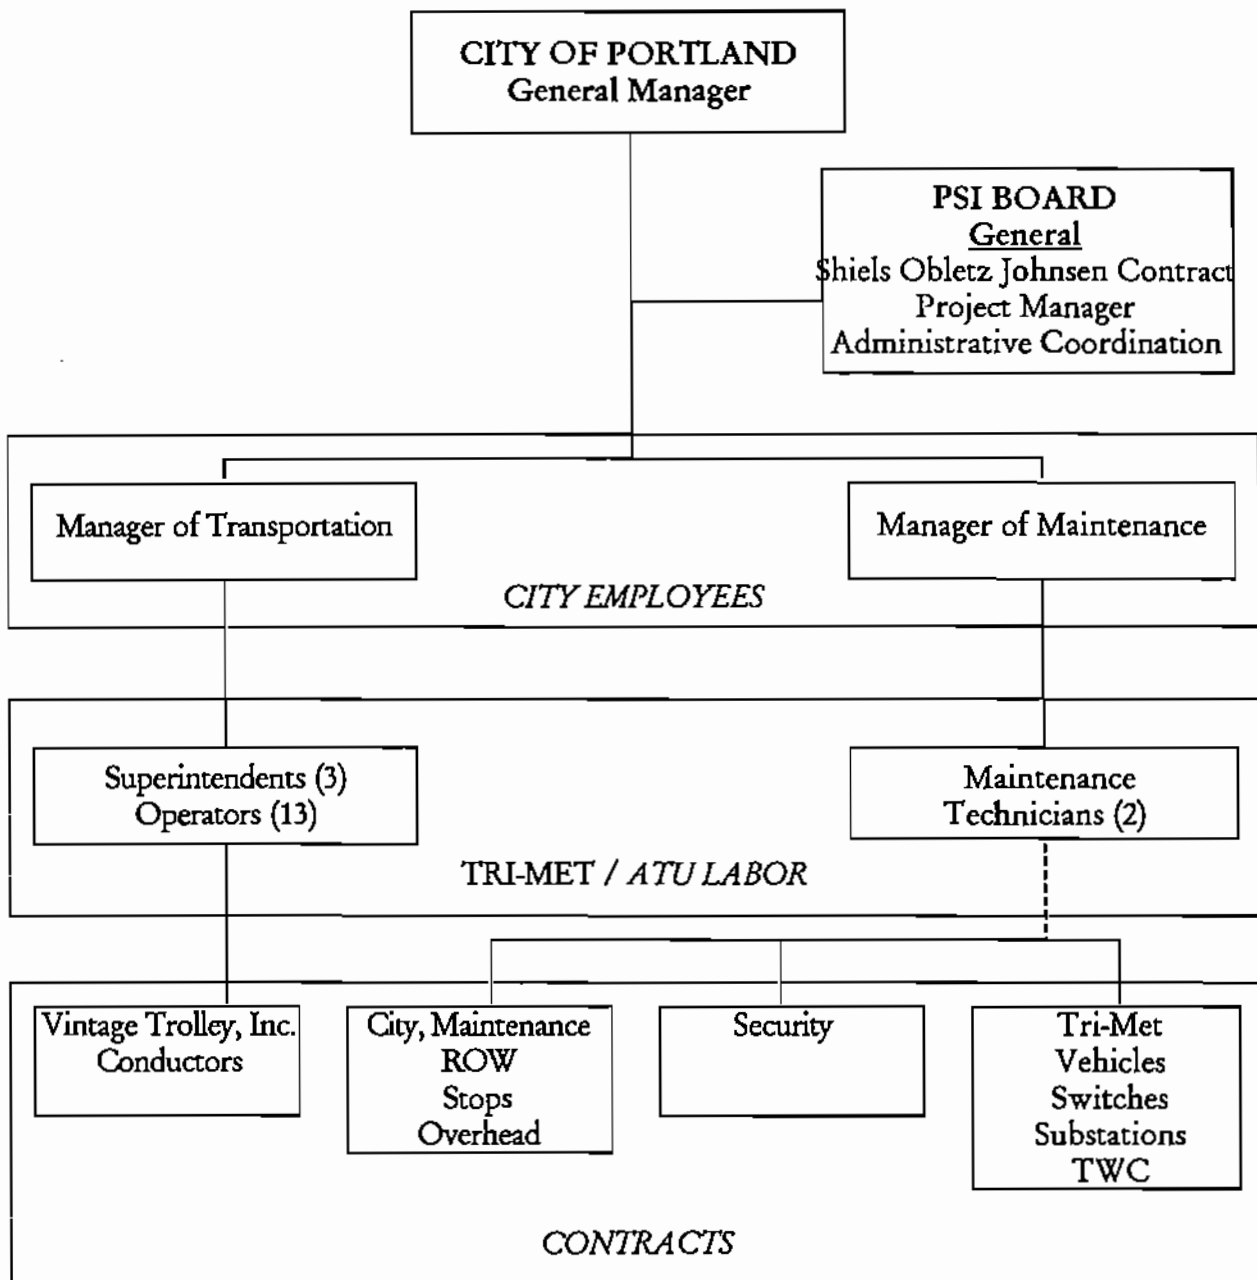 CITY OF PORTLAND
General Manager
PSI BOARD
General
Shiels Obletz Johnsen Contract
Project Manager
Administrative Coordination
Manager of Transportation
Manager of Maintenance
CITY EMPLOYEES
Superintendents (3)
Operators (13)
Maintenance
Technicians (2)
TRI-MET / ATU LABOR
Vintage Trolley, Inc.
Conductors
City, Maintenance
ROW
Stops
Overhead
Security
Tri-Met
Vehicles
Switches
Substations
TWC
CONTRACTS